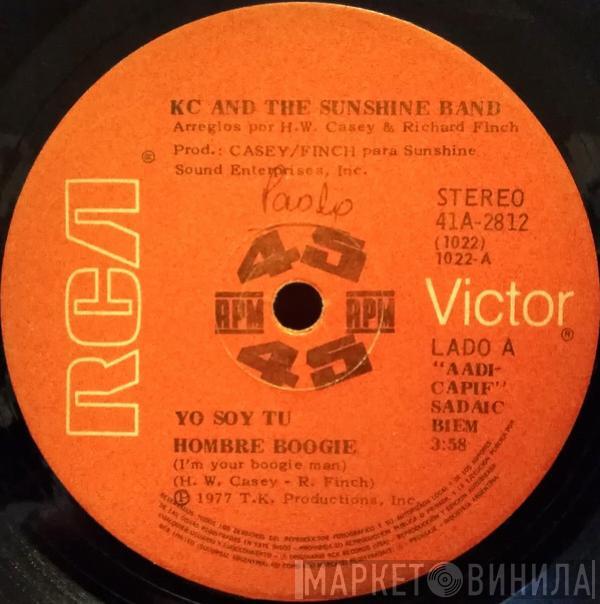 KC AND THE SUNSHINE BAND
Arreglos por H.W. Casey & Richard Finch
Prod.: CASEY/FINCH para Sunshine
Sound Enterprises, Inc.
Paolo
RCA
®
STEREO
41A-2812
(1022)
1022-A
45
RPM
RPM
45
Victor
®
LADO A
"AADI-
CAPIF"
SADAIC
BIEM
3:58
YO SOY TU
HOMBRE BOOGIE
(I'm your boogie man)
(H. W. Casey - R. Finch)
Ⓟ 1977 T.K. Productions, Inc.
МАРКЕТ ВИНИЛА